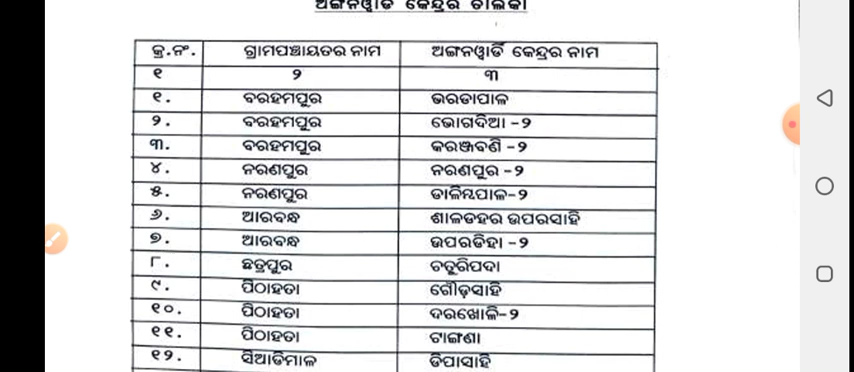 ଅଙ୍ଗନୱାଡି କେନ୍ଦ୍ରର ତାଲିକା
କ୍ର.ନଂ. ଗ୍ରାମପଞ୍ଚାୟତର ନାମ ଅଙ୍ଗନୱାର୍ଡି କେନ୍ଦ୍ରର ନାମ
୧ ୨ ୩
୧. ବରହମପୁର ଭରଡାପାଳ
୨. ବରହମପୁର ଭୋଗଦିଆ -୨
୩. ବରହମପୁର କରଞ୍ଜବଣି -୨
୪. ନରଣପୁର ନରଣପୁର -୨
୫. ନରଣପୁର ଡାଳିମ୍ବପାଳ-୨
୬. ଆରବନ୍ଧ ଶାଳଡହର ଉପରସାହି
୭. ଆରବନ୍ଧ ଉପରଡିହା -୨
୮. ଛତ୍ରପୁର ଚତୁରିପଦା
୯. ପିଠାହତା ଗୌଡ଼ସାହି
୧୦. ପିଠାହତା ଦରଖୋଳି-୨
୧୧. ପିଠାହତା ଟାଙ୍ଗଣା
୧୨. ସିଆଡିମାଳ ଡିପାସାହି